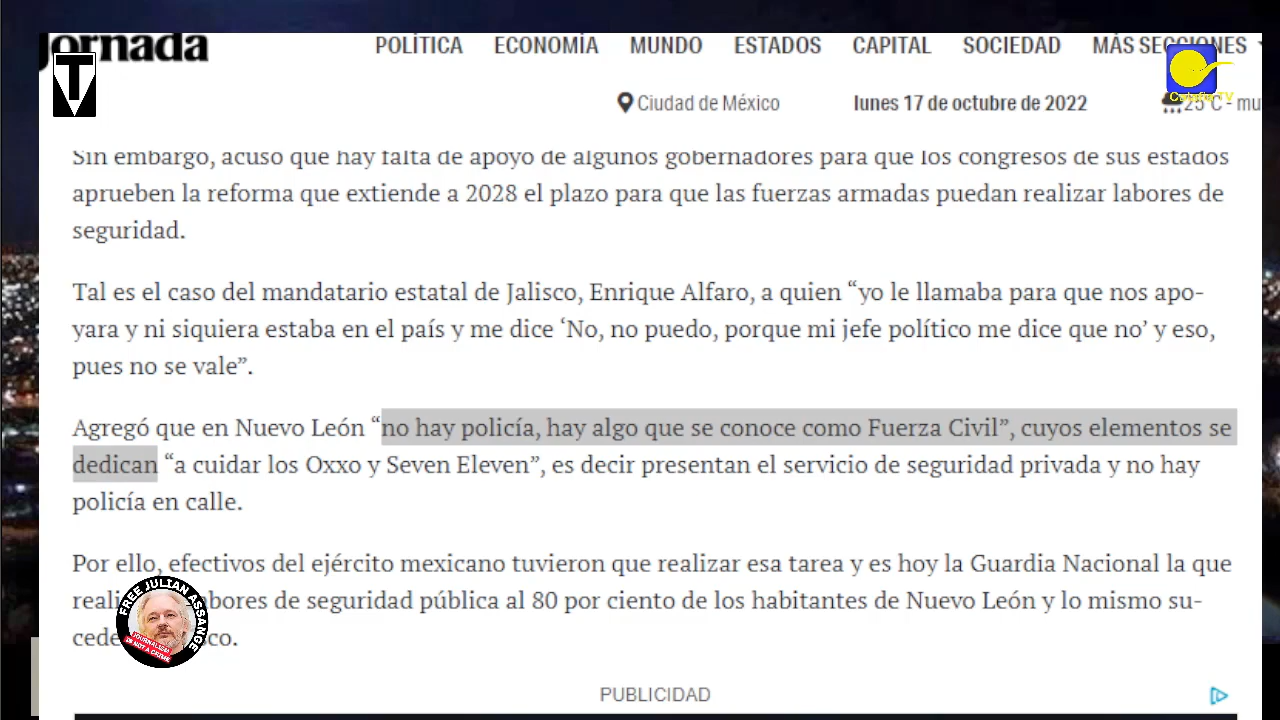 Jornada
POLÍTICA ECONOMÍA MUNDO ESTADOS CAPITAL SOCIEDAD MÁS SECCIONES
TV
Ciudad de México lunes 17 de octubre de 2022 25°C - mu
Sin embargo, acusó que hay falta de apoyo de algunos gobernadores para que los congresos de sus estados
aprueben la reforma que extiende a 2028 el plazo para que las fuerzas armadas puedan realizar labores de
seguridad.
Tal es el caso del mandatario estatal de Jalisco, Enrique Alfaro, a quien “yo le llamaba para que nos apo-
yara y ni siquiera estaba en el país y me dice ‘No, no puedo, porque mi jefe político me dice que no’ y eso,
pues no se vale”.
Agregó que en Nuevo León “no hay policía, hay algo que se conoce como Fuerza Civil”, cuyos elementos se
dedican “a cuidar los Oxxo y Seven Eleven”, es decir presentan el servicio de seguridad privada y no hay
policía en calle.
Por ello, efectivos del ejército mexicano tuvieron que realizar esa tarea y es hoy la Guardia Nacional la que
reali bores de seguridad pública al 80 por ciento de los habitantes de Nuevo León y lo mismo su-
cede co.
FREE JULIAN ASSANGE
JOURNALISM
IS NOT A CRIME
PUBLICIDAD